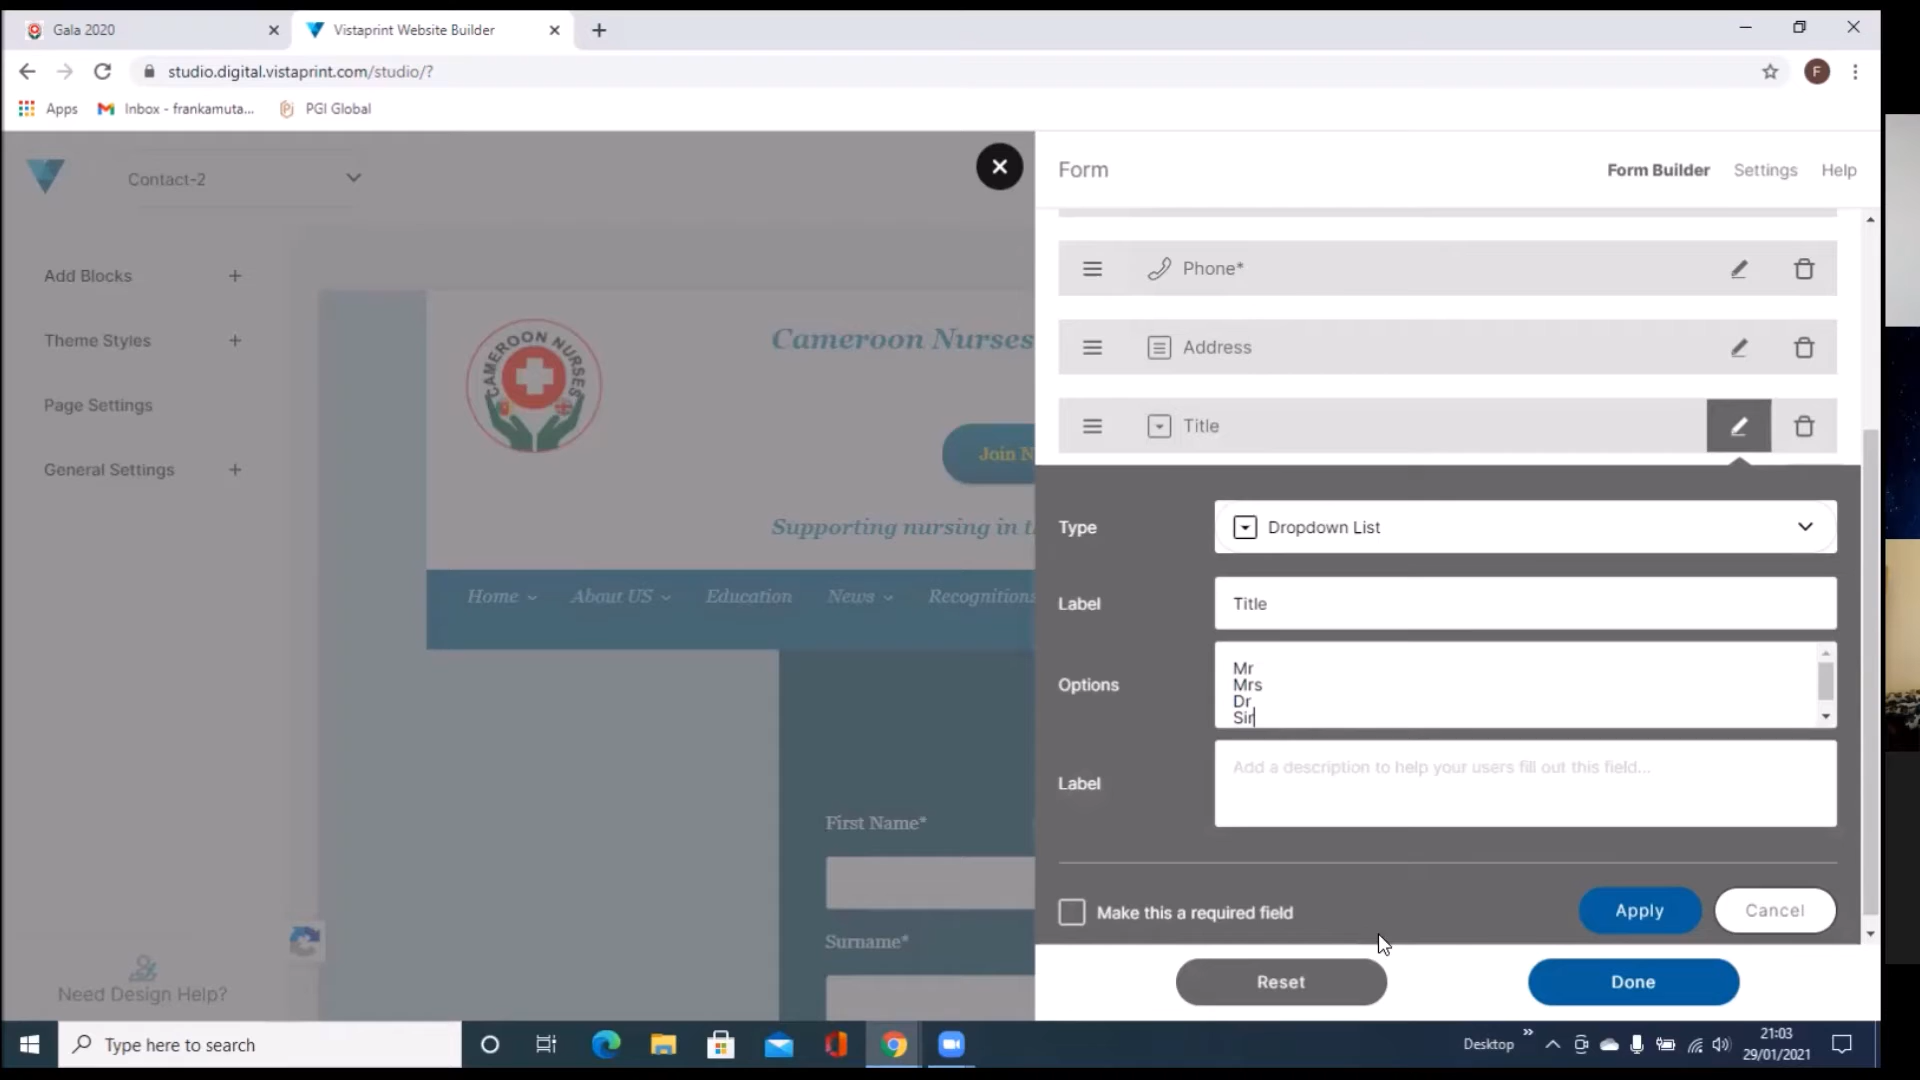 Gala 2020
Vistaprint Website Builder
studio.digital.vistaprint.com/studio/?
F
Apps
Inbox - frankamuta...
PGI Global
Contact-2
Form
Form Builder
Settings
Help
Add Blocks
Theme Styles
Page Settings
General Settings
CAMEROON NURSES
Cameroon Nurses
Join N
Supporting nursing in t
Home
About US
Education
News
Recognitions
First Name*
Surname*
Need Design Help?
Phone*
Address
Title
Type
Dropdown List
Label
Title
Options
Mr
Mrs
Dr
Sir
Label
Add a description to help your users fill out this field...
Make this a required field
Apply
Cancel
Reset
Done
Type here to search
Desktop
21:03
29/01/2021